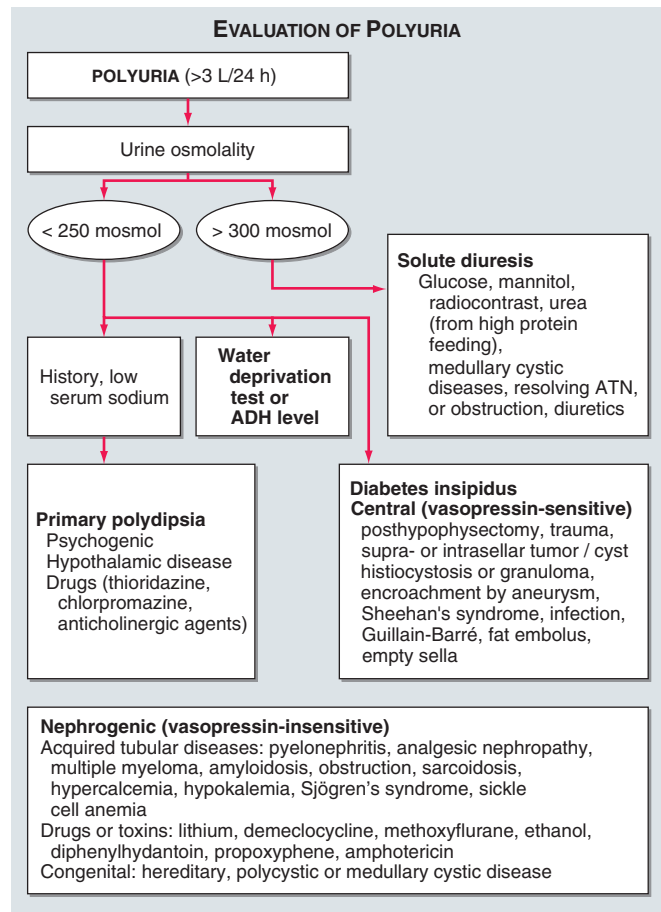 EVALUATION OF POLYURIA
POLYURIA (>3 L/24 h)
Urine osmolality
< 250 mosmol
> 300 mosmol
Solute diuresis
Glucose, mannitol,
radiocontrast, urea
(from high protein
feeding),
medullary cystic
diseases, resolving ATN,
or obstruction, diuretics
History, low
serum sodium
Water
deprivation
test or
ADH level
Primary polydipsia
Psychogenic
Hypothalamic disease
Drugs (thioridazine,
chlorpromazine,
anticholinergic agents)
Diabetes insipidus
Central (vasopressin-sensitive)
posthypophysectomy, trauma,
supra- or intrasellar tumor / cyst
histiocystosis or granuloma,
encroachment by aneurysm,
Sheehan's syndrome, infection,
Guillain-Barré, fat embolus,
empty sella
Nephrogenic (vasopressin-insensitive)
Acquired tubular diseases: pyelonephritis, analgesic nephropathy,
multiple myeloma, amyloidosis, obstruction, sarcoidosis,
hypercalcemia, hypokalemia, Sjögren’s syndrome, sickle
cell anemia
Drugs or toxins: lithium, demeclocycline, methoxyflurane, ethanol,
diphenylhydantoin, propoxyphene, amphotericin
Congenital: hereditary, polycystic or medullary cystic disease